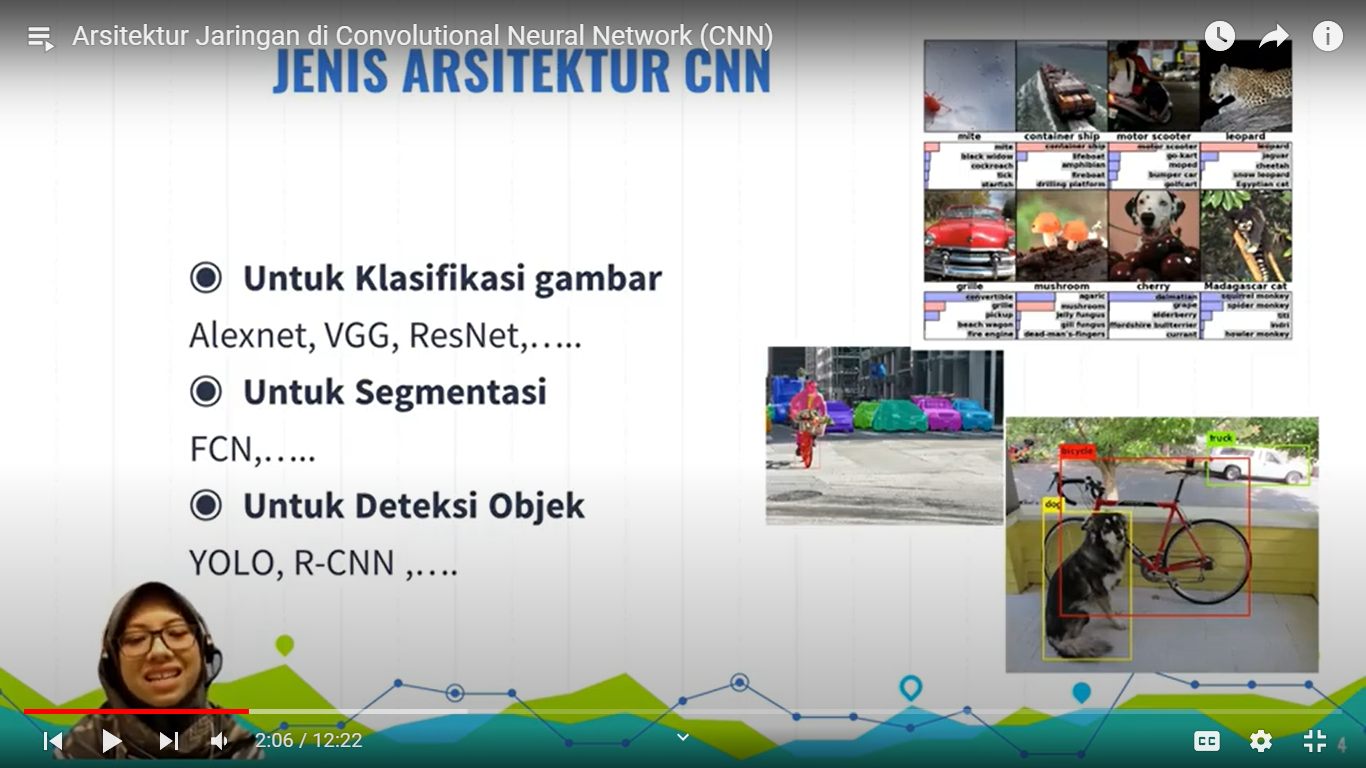 Arsitektur Jaringan di Convolutional Neural Network (CNN)
JENIS ARSITEKTUR CNN
Untuk Klasifikasi gambar
Alexnet, VGG, ResNet,…..
Untuk Segmentasi
FCN,…..
Untuk Deteksi Objek
YOLO, R-CNN ,….
mite container ship motor scooter leopard
mite container ship motor scooter leopard
black widow lifeboat go-kart jaguar
cockroach amphibian moped cheetah
tick fireboat bumper car snow leopard
starfish drilling platform golfcart Egyptian cat
grille mushroom cherry Madagascar cat
convertible agaric dalmatian squirrel monkey
grille mushroom grape spider monkey
pickup jelly fungus elderberry titi
beach wagon gill fungus ffordshire bullterrier indri
fire engine dead-man's-fingers currant howler monkey
truck
bicycle
dog
2:06 / 12:22
CC
4